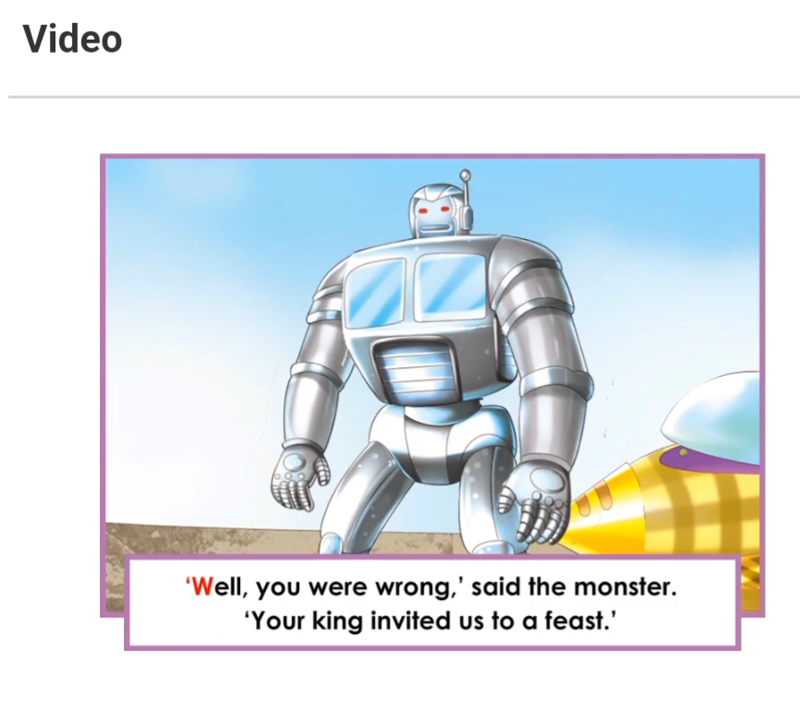 Video
‘Well, you were wrong,’ said the monster.
‘Your king invited us to a feast.’